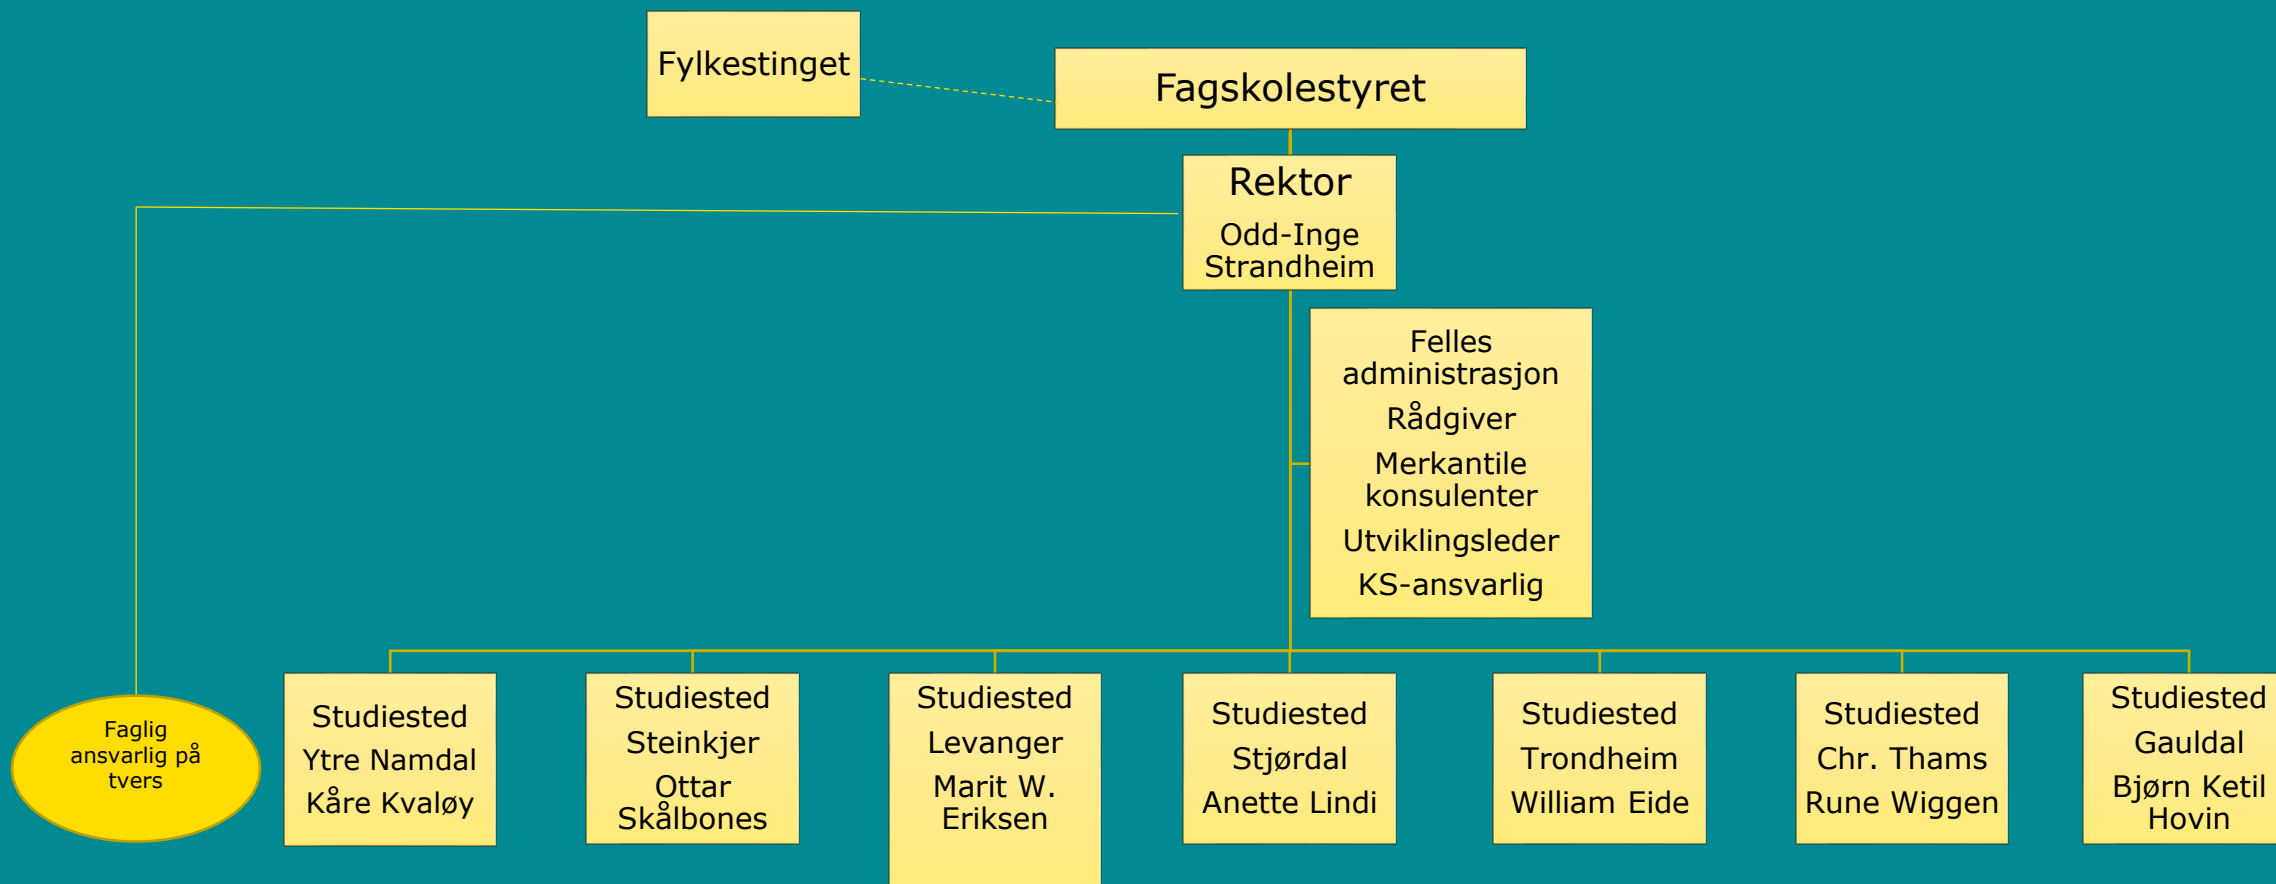 Fylkestinget
Fagskolestyret
Rektor
Odd-Inge
Strandheim
Felles
administrasjon
Rådgiver
Merkantile
konsulenter
Utviklingsleder
KS-ansvarlig
Faglig
ansvarlig på
tvers
Studiested
Ytre Namdal
Kåre Kvaløy
Studiested
Steinkjer
Ottar
Skålbones
Studiested
Levanger
Marit W.
Eriksen
Studiested
Stjørdal
Anette Lindi
Studiested
Trondheim
William Eide
Studiested
Chr. Thams
Rune Wiggen
Studiested
Gauldal
Bjørn Ketil
Hovin